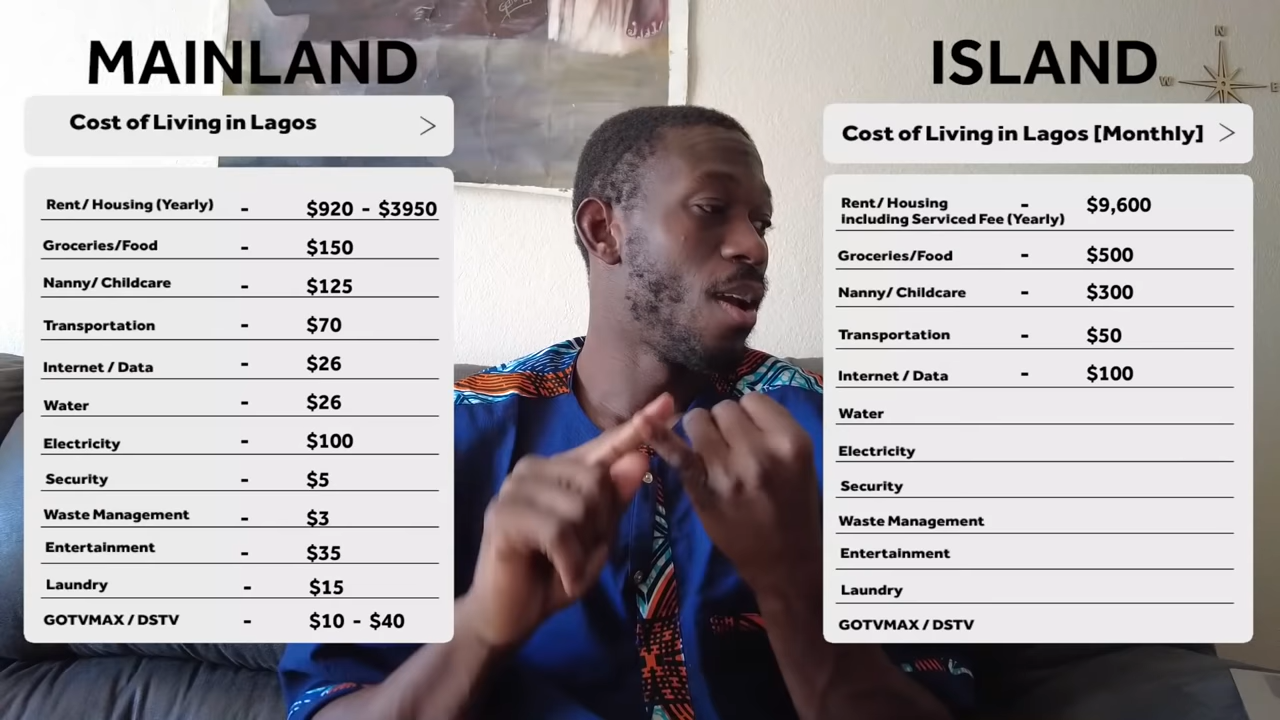 MAINLAND
Cost of Living in Lagos >
Rent/ Housing (Yearly) - $920 - $3950
Groceries/Food - $150
Nanny/ Childcare - $125
Transportation - $70
Internet / Data - $26
Water - $26
Electricity - $100
Security - $5
Waste Management - $3
Entertainment - $35
Laundry - $15
GOTVMAX / DSTV - $10 - $40
ISLAND
N
W
E
Cost of Living in Lagos [Monthly] >
Rent/ Housing - $9,600
including Serviced Fee (Yearly)
Groceries/Food - $500
Nanny/ Childcare - $300
Transportation - $50
Internet / Data - $100
Water
Electricity
Security
Waste Management
Entertainment
Laundry
GOTVMAX / DSTV